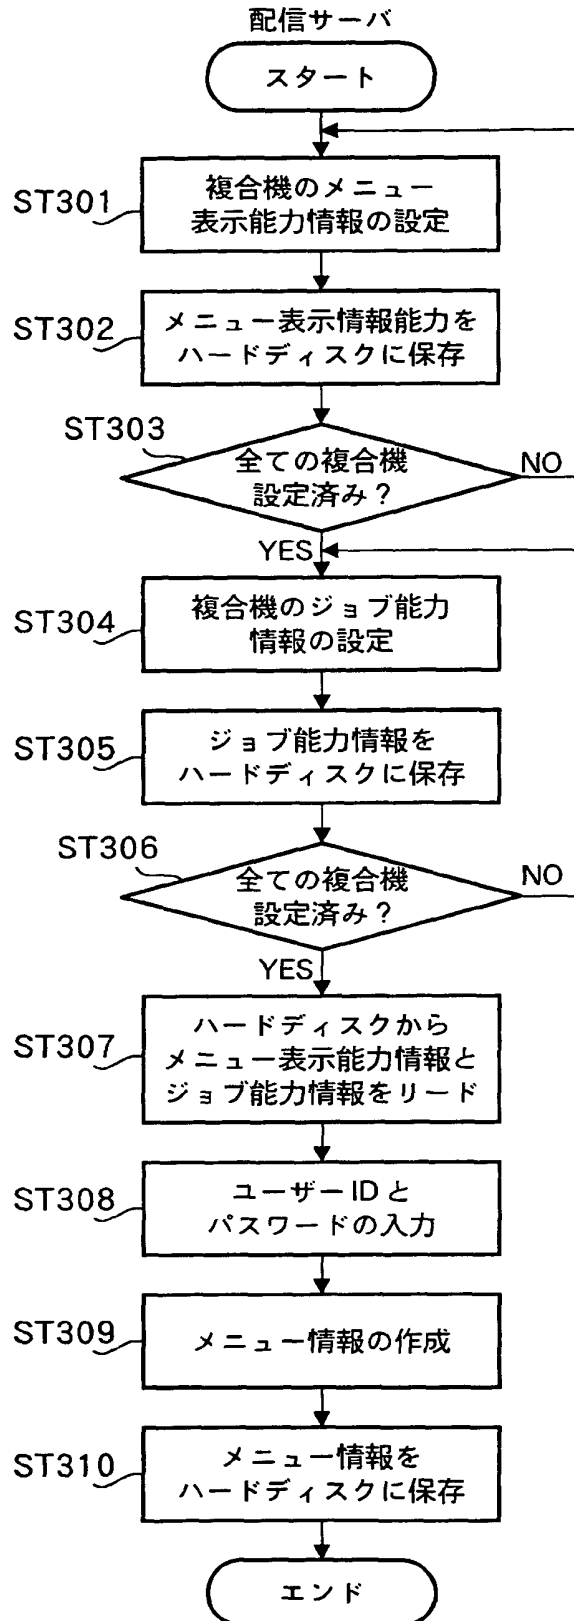 配信サーバ
スタート
ST301
複合機のメニュー
表示能力情報の設定
ST302
メニュー表示情報能力を
ハードディスクに保存
ST303
全ての複合機
設定済み?
NO
YES
ST304
複合機のジョブ能力
情報の設定
ST305
ジョブ能力情報を
ハードディスクに保存
ST306
全ての複合機
設定済み?
NO
YES
ST307
ハードディスクから
メニュー表示能力情報と
ジョブ能力情報をリード
ST308
ユーザーIDと
パスワードの入力
ST309
メニュー情報の作成
ST310
メニュー情報を
ハードディスクに保存
エンド